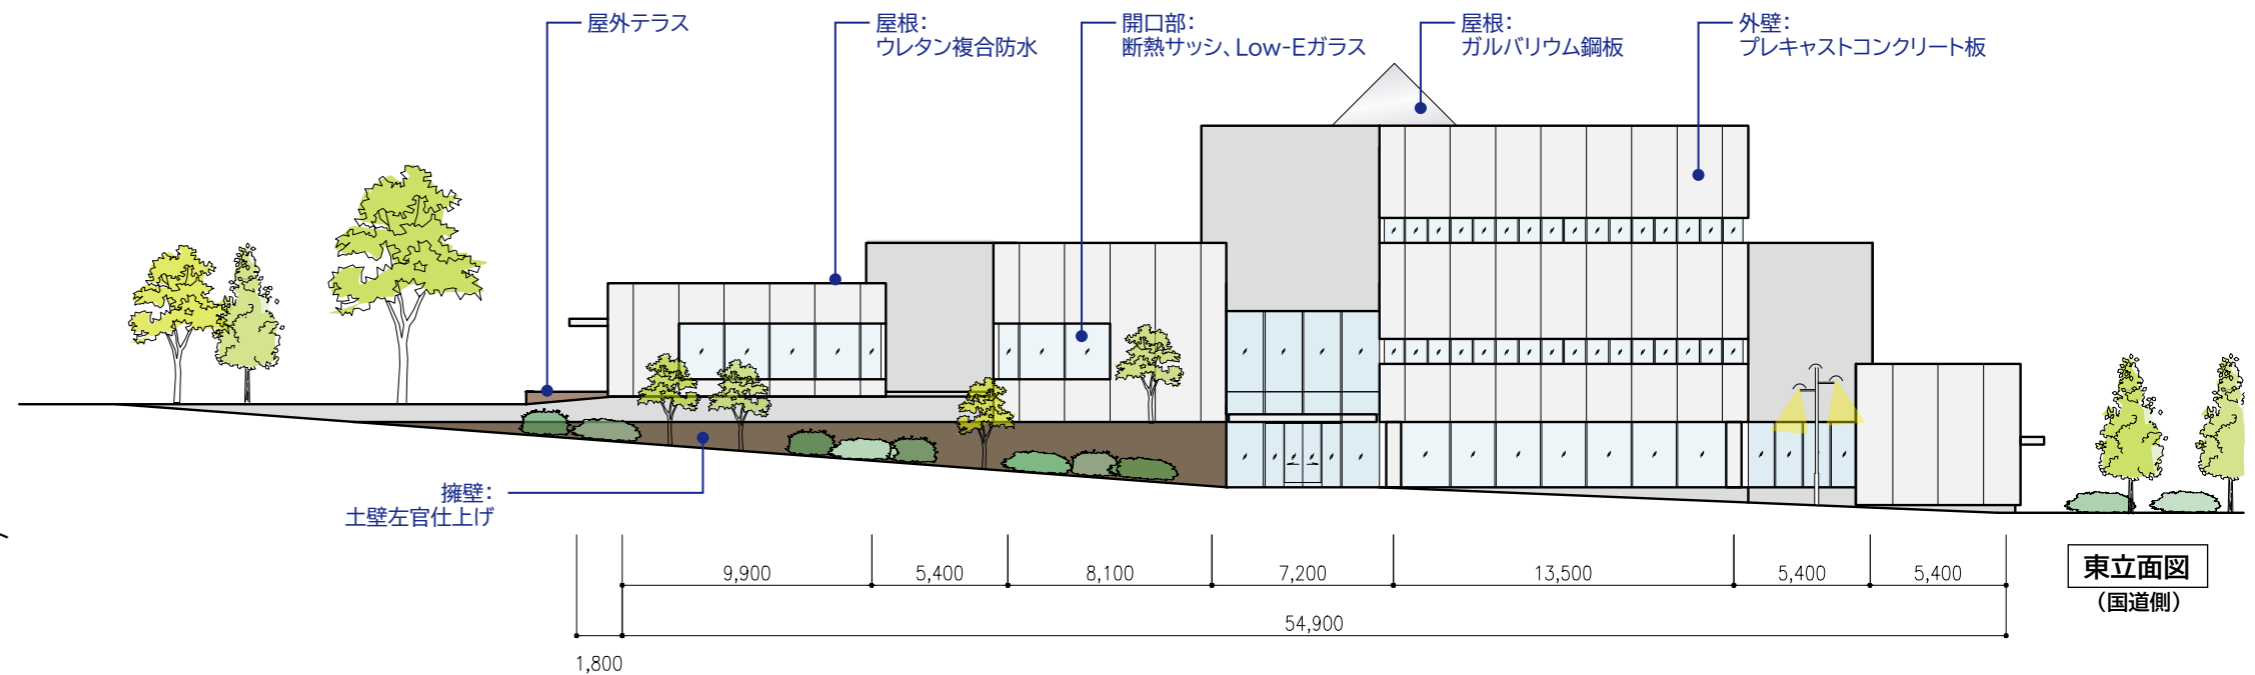 屋外テラス
屋根：
ウレタン複合防水
開口部：
断熱サッシ、Low-Eガラス
屋根：
ガルバリウム鋼板
外壁：
プレキャストコンクリート板
擁壁：
土壁左官仕上げ
9,900
5,400
8,100
7,200
13,500
5,400
5,400
54,900
1,800
東立面図
（国道側）